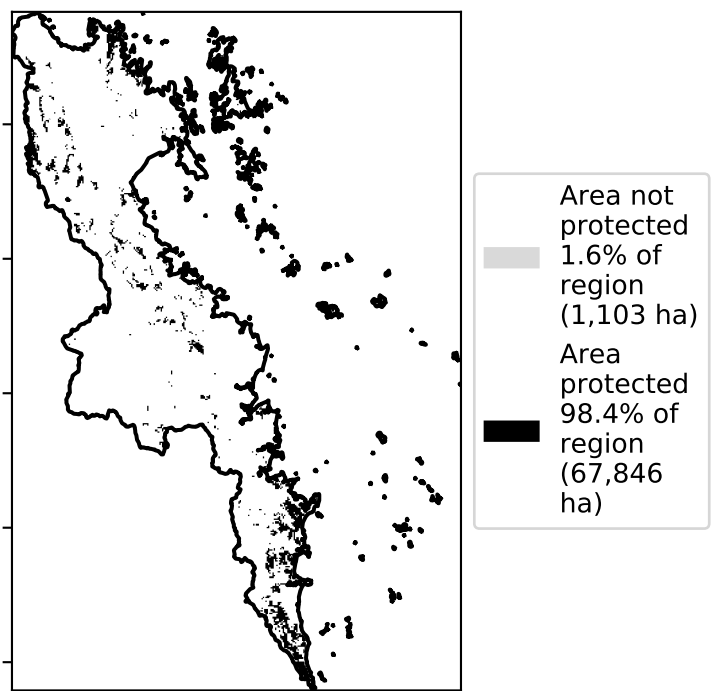 Area not
protected
1.6% of
region
(1,103 ha)
Area
protected
98.4% of
region
(67,846
ha)